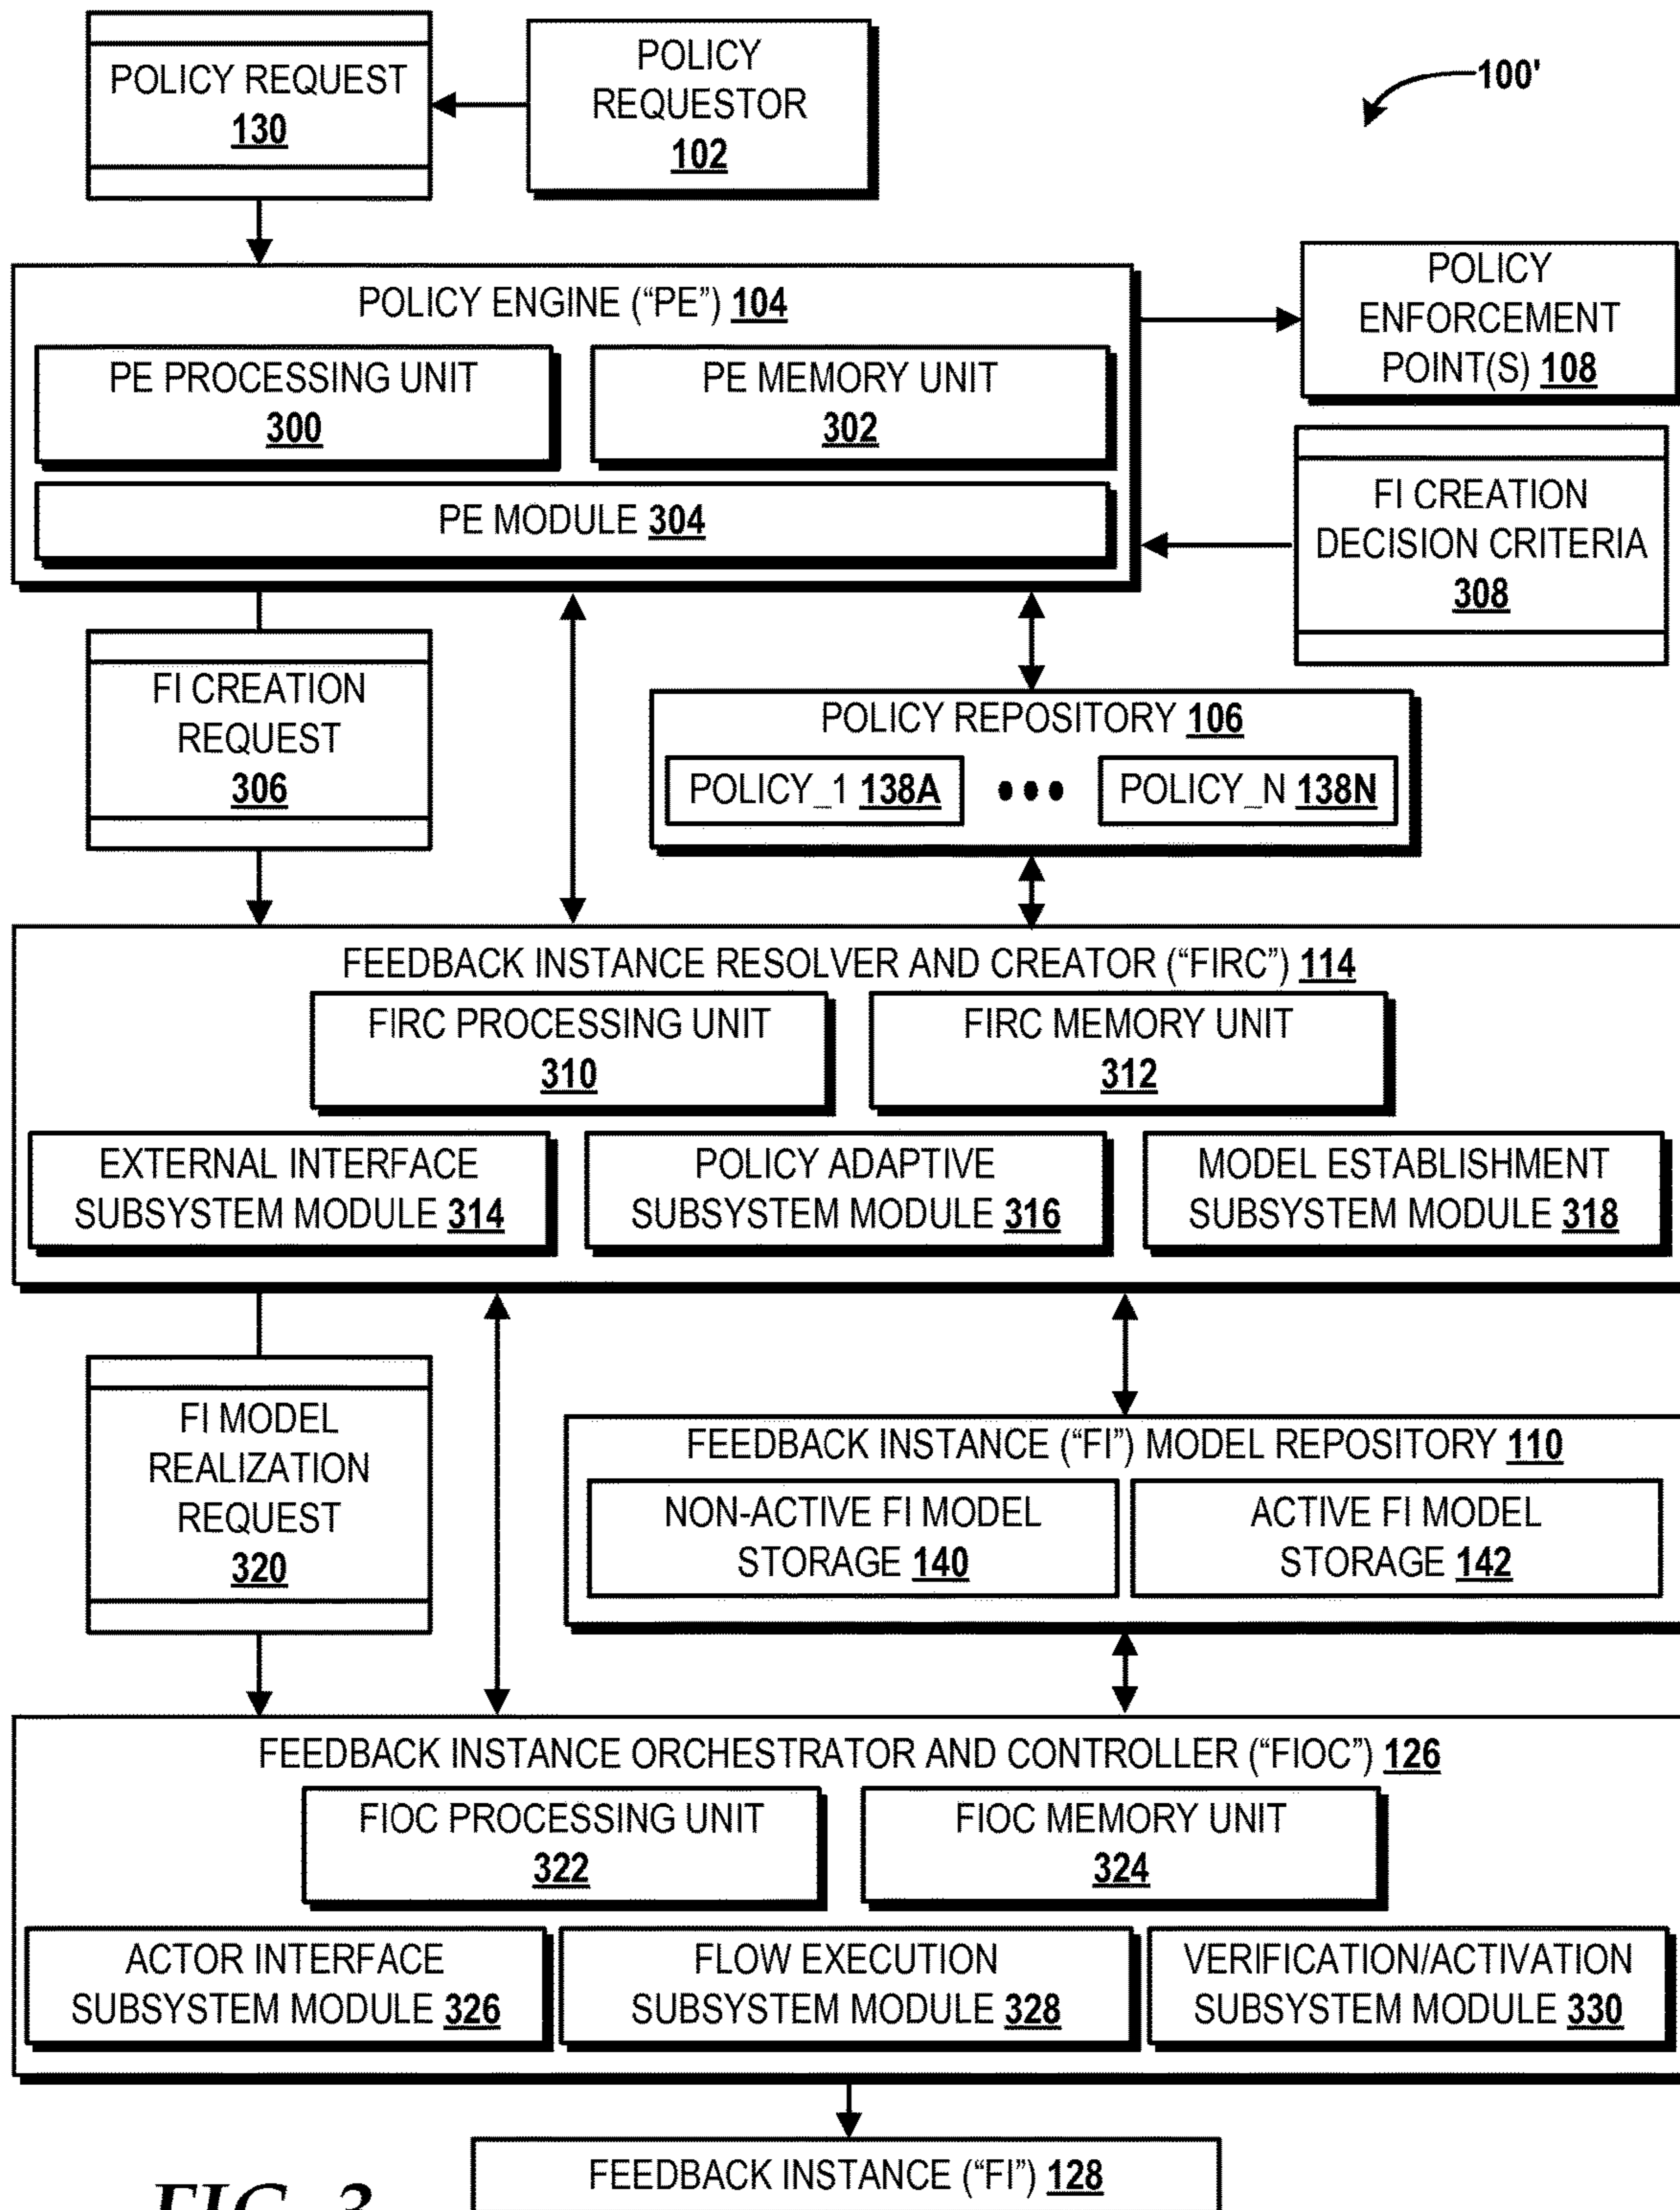 POLICY REQUEST
130
POLICY
REQUESTOR
102
100'
POLICY ENGINE (“PE”) 104
PE PROCESSING UNIT
300
PE MEMORY UNIT
302
PE MODULE 304
POLICY
ENFORCEMENT
POINT(S) 108
FI CREATION
DECISION CRITERIA
308
FI CREATION
REQUEST
306
POLICY REPOSITORY 106
POLICY_1 138A
POLICY_N 138N
FEEDBACK INSTANCE RESOLVER AND CREATOR (“FIRC”) 114
FIRC PROCESSING UNIT
310
FIRC MEMORY UNIT
312
EXTERNAL INTERFACE
SUBSYSTEM MODULE 314
POLICY ADAPTIVE
SUBSYSTEM MODULE 316
MODEL ESTABLISHMENT
SUBSYSTEM MODULE 318
FI MODEL
REALIZATION
REQUEST
320
FEEDBACK INSTANCE (“FI”) MODEL REPOSITORY 110
NON-ACTIVE FI MODEL
STORAGE 140
ACTIVE FI MODEL
STORAGE 142
FEEDBACK INSTANCE ORCHESTRATOR AND CONTROLLER (“FIOC”) 126
FIOC PROCESSING UNIT
322
FIOC MEMORY UNIT
324
ACTOR INTERFACE
SUBSYSTEM MODULE 326
FLOW EXECUTION
SUBSYSTEM MODULE 328
VERIFICATION/ACTIVATION
SUBSYSTEM MODULE 330
FEEDBACK INSTANCE (“FI”) 128
FIG. 3